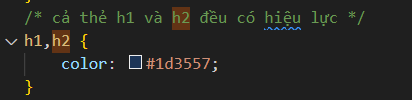 /* cả thẻ h1 và h2 đều có hiệu lực */
h1,h2 {
color: #1d3557;
}